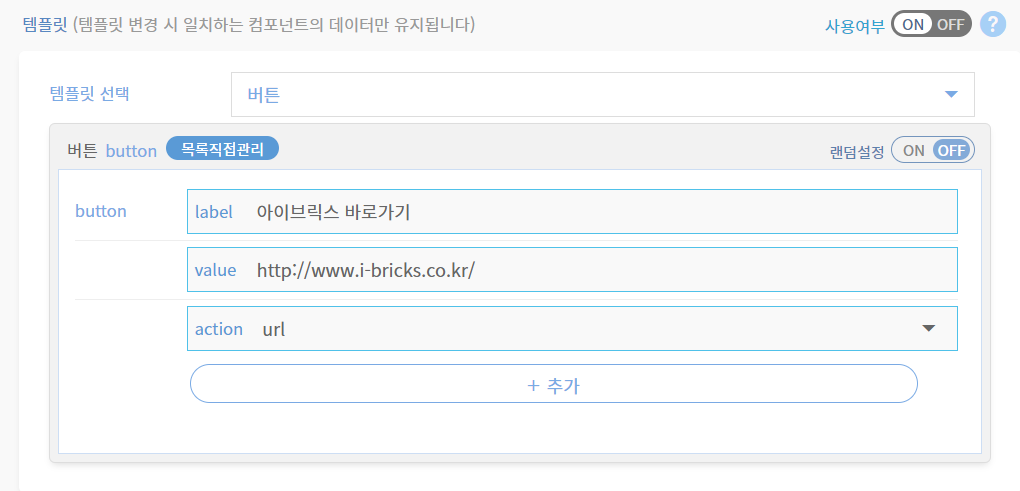 템플릿 (템플릿 변경 시 일치하는 컴포넌트의 데이터만 유지됩니다) 사용여부 ON OFF ?
템플릿 선택 버튼
버튼 button 목록직접관리 랜덤설정 ON OFF
button label 아이브릭스 바로가기
value http://www.i-bricks.co.kr/
action url
+ 추가